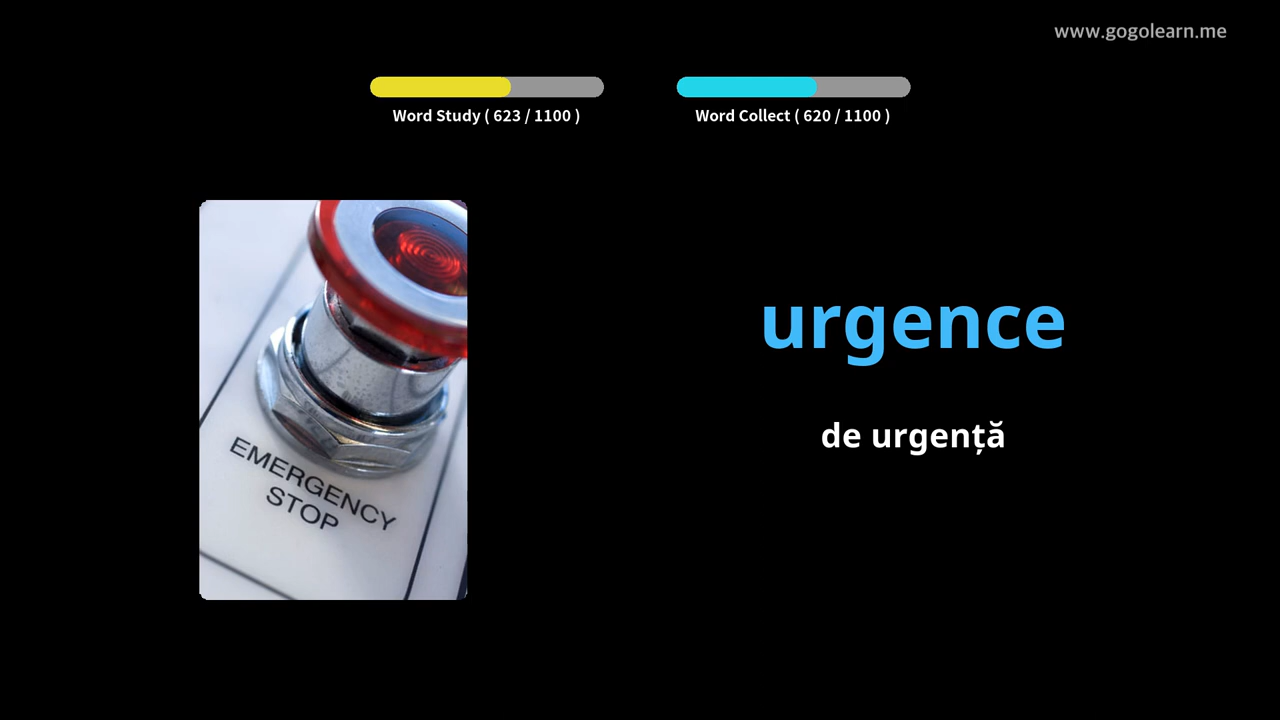 www.gogolearn.me
Word Study ( 623 / 1100 )
Word Collect ( 620 / 1100 )
EMERGENCY
STOP
urgence
de urgență